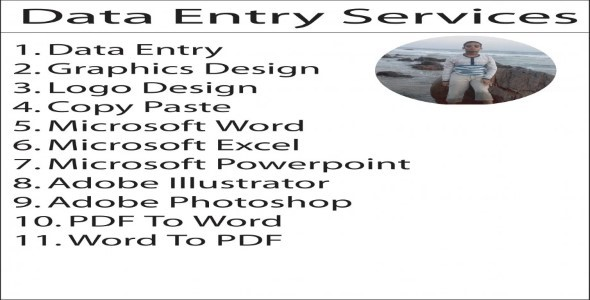 Data Entry Services
1. Data Entry
2. Graphics Design
3. Logo Design
4. Copy Paste
5. Microsoft Word
6. Microsoft Excel
7. Microsoft Powerpoint
8. Adobe Illustrator
9. Adobe Photoshop
10. PDF To Word
11. Word To PDF